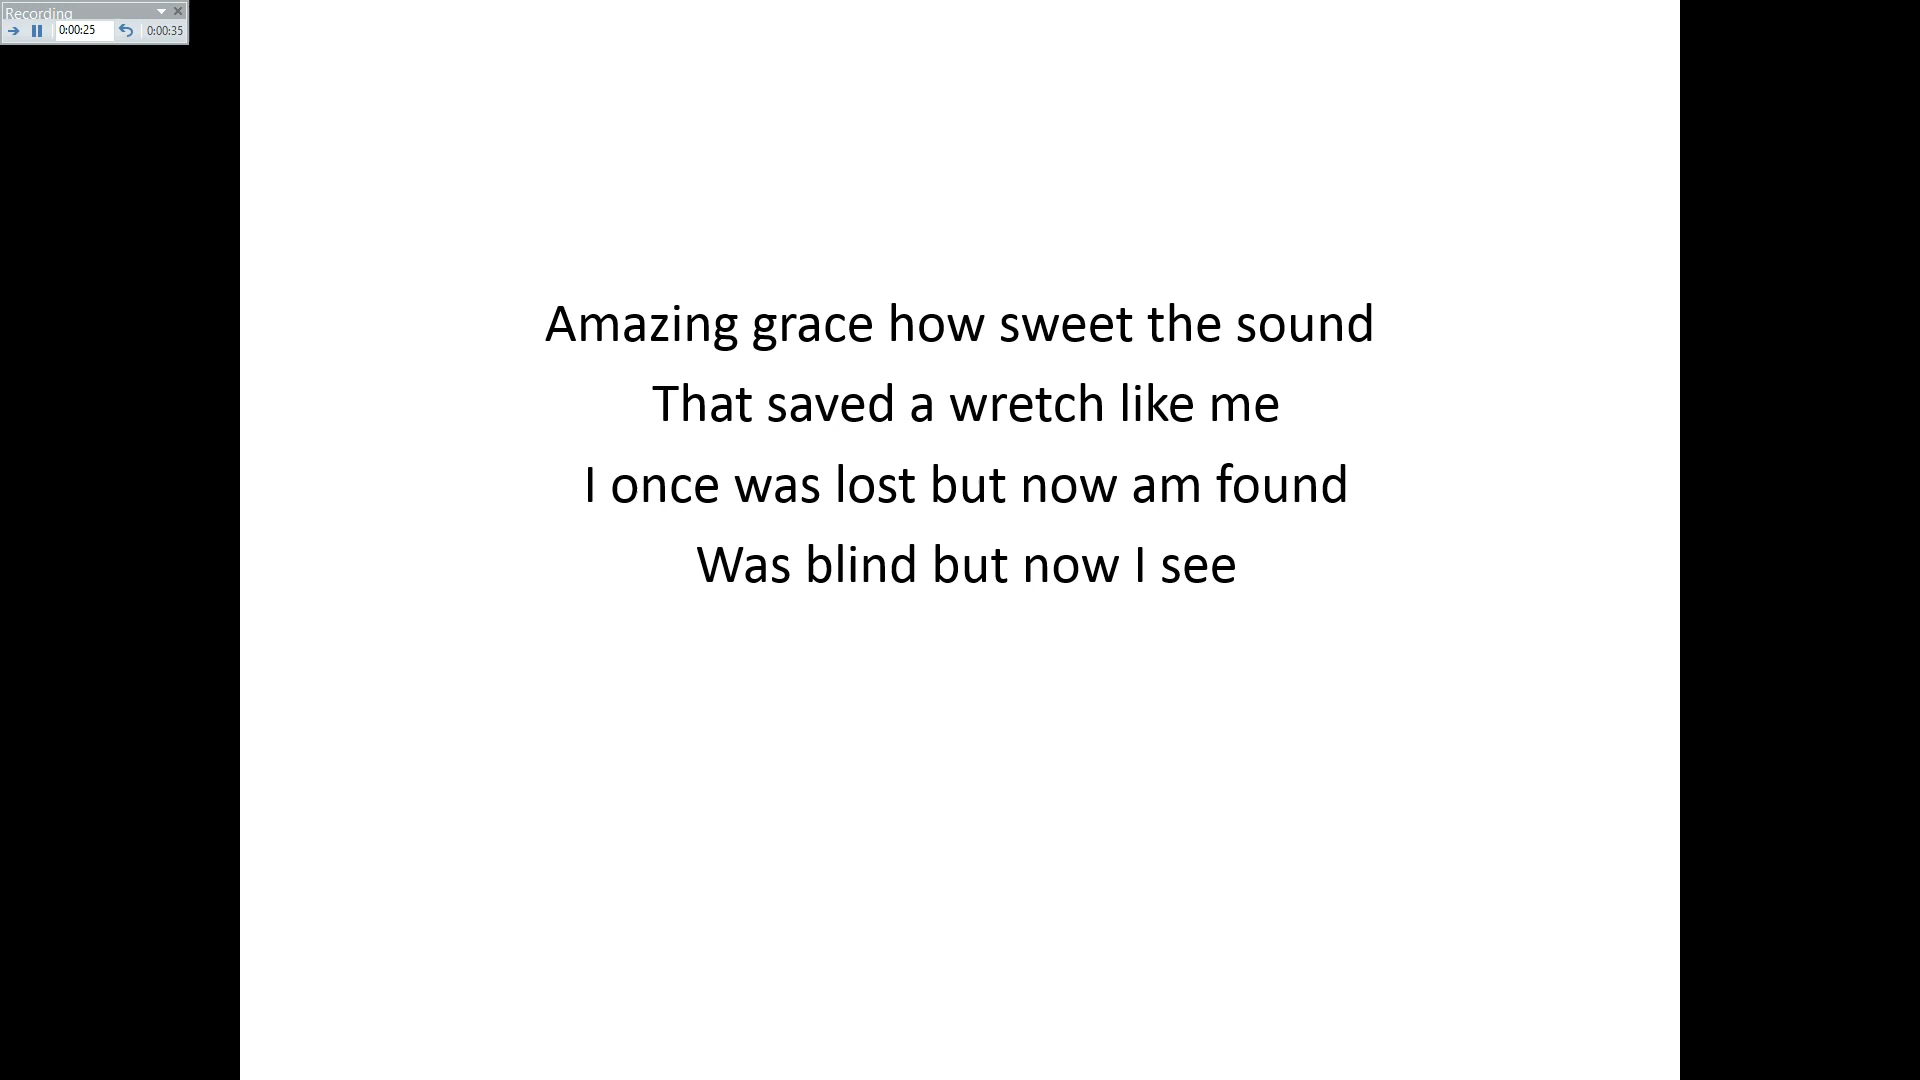 Recording
0:00:25 0:00:35
Amazing grace how sweet the sound
That saved a wretch like me
I once was lost but now am found
Was blind but now I see